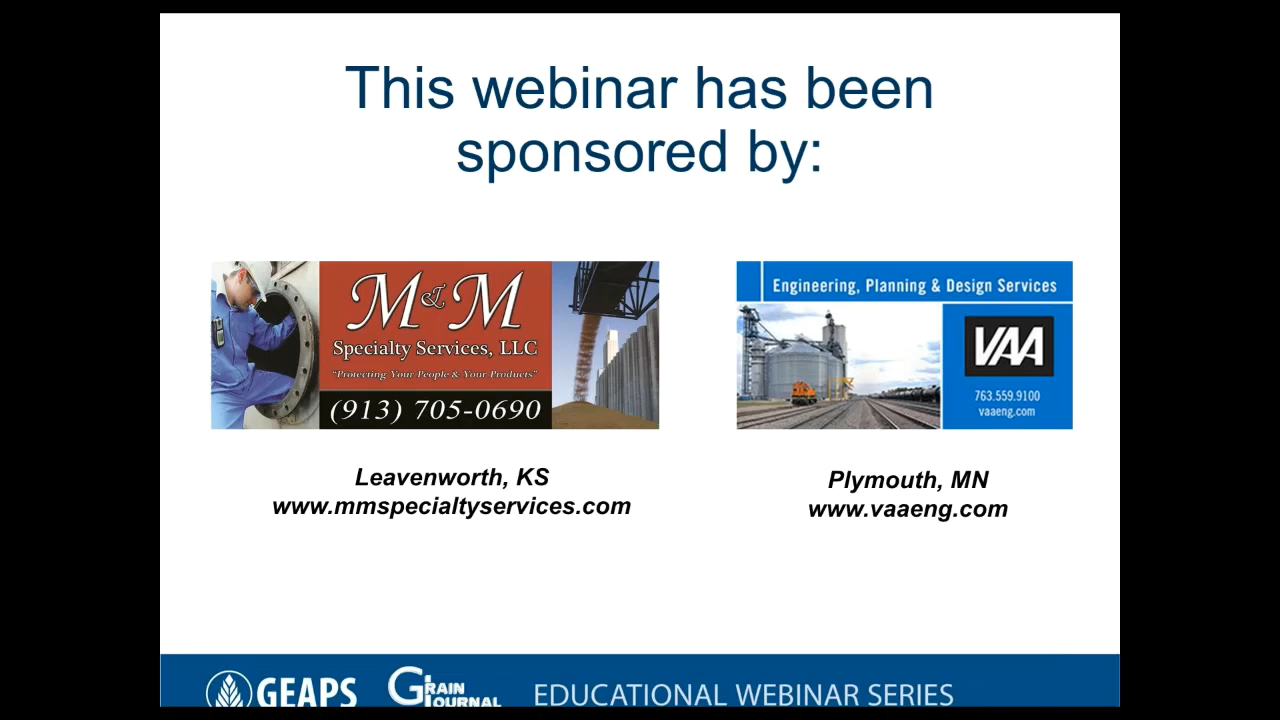 This webinar has been
sponsored by:
M&M
Specialty Services, LLC
"Protecting Your People & Your Products"
(913) 705-0690
Engineering, Planning & Design Services
VAA
763.559.9100
vaaeng.com
Leavenworth, KS
www.mmspecialtyservices.com
Plymouth, MN
www.vaaeng.com
GEAPS
GRAIN
JOURNAL
EDUCATIONAL WEBINAR SERIES